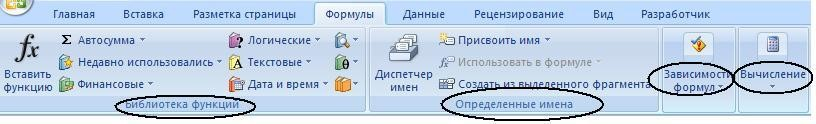 Главная Вставка Разметка страницы Формулы Данные Рецензирование Вид Разработчик
fx Вставить функцию
Σ Автосумма
Недавно использовались
Финансовые
Логические
Текстовые
Дата и время
Библиотека функций
Диспетчер имен
Присвоить имя
Использовать в формуле
Создать из выделенного фрагмента
Определенные имена
Зависимости формул
Вычисление